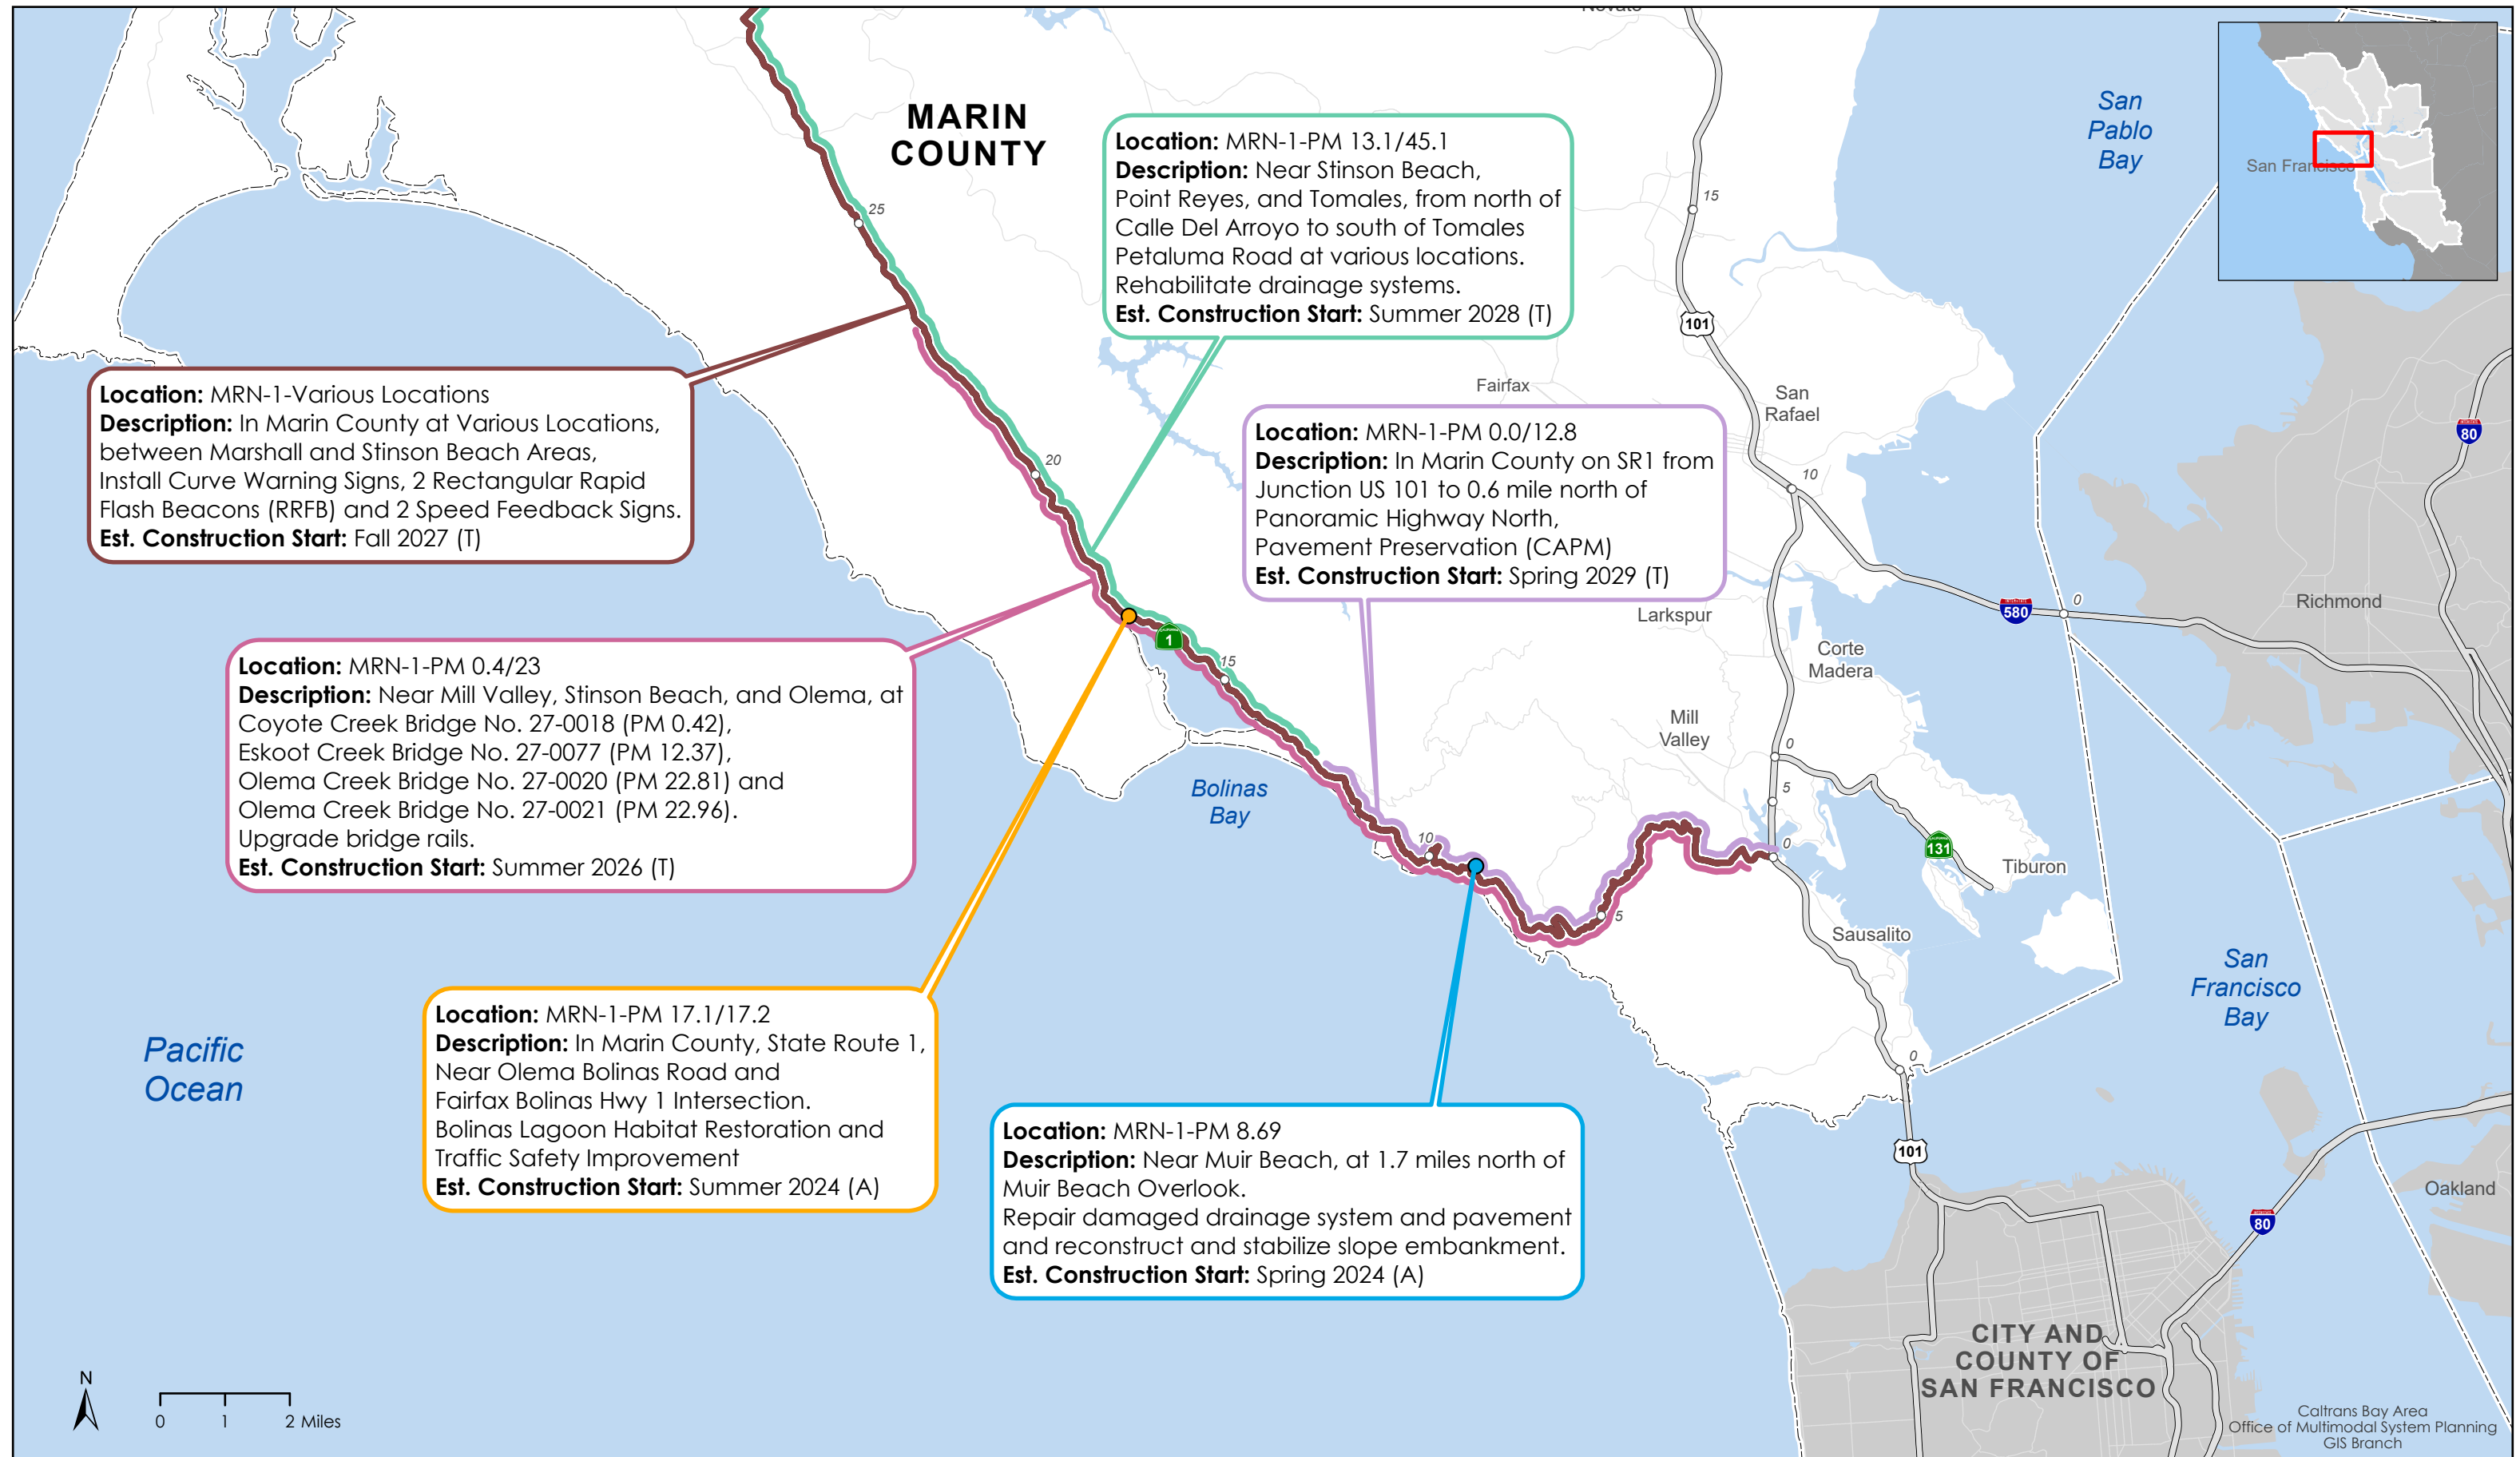 Novato
MARIN
COUNTY
San
Pablo
Bay
San Francisco
Location: MRN-1-PM 13.1/45.1
Description: Near Stinson Beach,
Point Reyes, and Tomales, from north of
Calle Del Arroyo to south of Tomales
Petaluma Road at various locations.
Rehabilitate drainage systems.
Est. Construction Start: Summer 2028 (T)
15
25
101
Location: MRN-1-Various Locations
Description: In Marin County at Various Locations,
between Marshall and Stinson Beach Areas,
Install Curve Warning Signs, 2 Rectangular Rapid
Flash Beacons (RRFB) and 2 Speed Feedback Signs.
Est. Construction Start: Fall 2027 (T)
Fairfax
San
Rafael
80
Location: MRN-1-PM 0.0/12.8
Description: In Marin County on SR1 from
Junction US 101 to 0.6 mile north of
Panoramic Highway North,
Pavement Preservation (CAPM)
Est. Construction Start: Spring 2029 (T)
20
10
580
0
Richmond
Larkspur
Corte
Madera
1
15
Location: MRN-1-PM 0.4/23
Description: Near Mill Valley, Stinson Beach, and Olema, at
Coyote Creek Bridge No. 27-0018 (PM 0.42),
Eskoot Creek Bridge No. 27-0077 (PM 12.37),
Olema Creek Bridge No. 27-0020 (PM 22.81) and
Olema Creek Bridge No. 27-0021 (PM 22.96).
Upgrade bridge rails.
Est. Construction Start: Summer 2026 (T)
Mill
Valley
0
5
Bolinas
Bay
10
0
131
Tiburon
5
Sausalito
San
Francisco
Bay
Location: MRN-1-PM 17.1/17.2
Description: In Marin County, State Route 1,
Near Olema Bolinas Road and
Fairfax Bolinas Hwy 1 Intersection.
Bolinas Lagoon Habitat Restoration and
Traffic Safety Improvement
Est. Construction Start: Summer 2024 (A)
Pacific
Ocean
0
Location: MRN-1-PM 8.69
Description: Near Muir Beach, at 1.7 miles north of
Muir Beach Overlook.
Repair damaged drainage system and pavement
and reconstruct and stabilize slope embankment.
Est. Construction Start: Spring 2024 (A)
101
Oakland
80
CITY AND
COUNTY OF
SAN FRANCISCO
N
0 1 2 Miles
Caltrans Bay Area
Office of Multimodal System Planning
GIS Branch